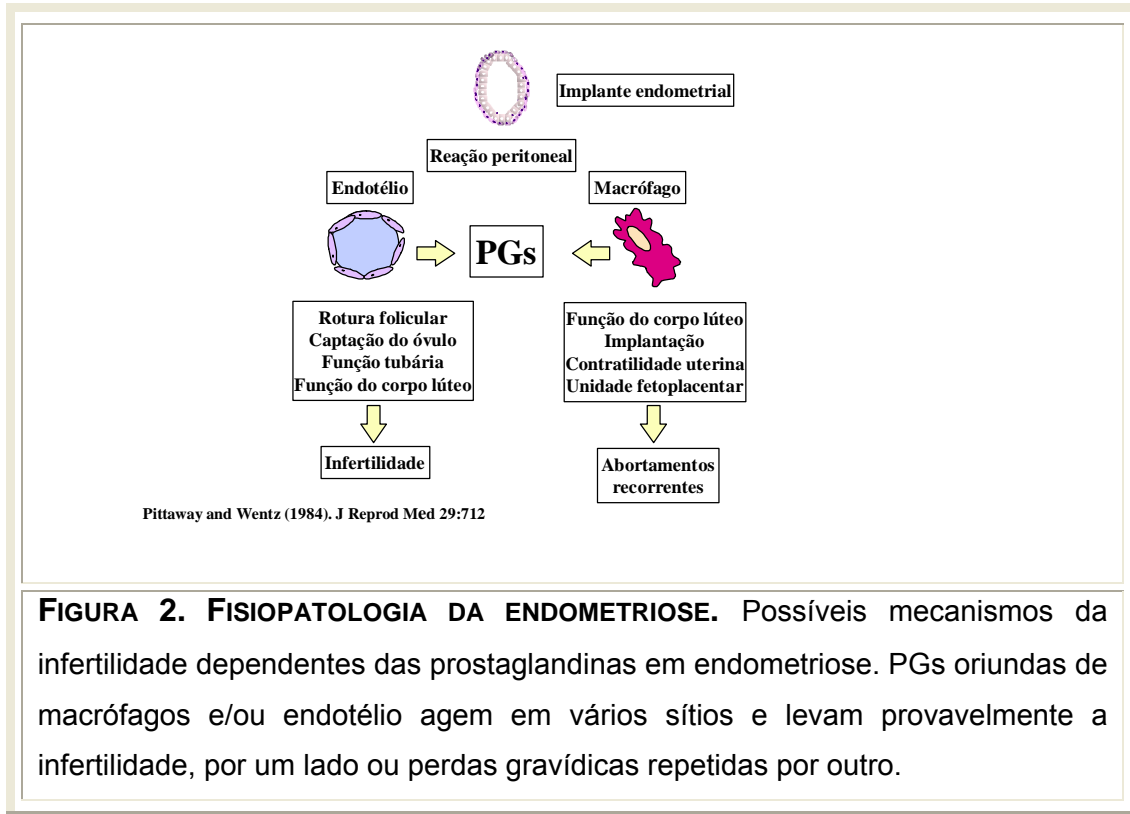 Implante endometrial
Reação peritoneal
Endotélio
Macrófago
PGs
Rotura folicular
Captação do óvulo
Função tubária
Função do corpo lúteo
Função do corpo lúteo
Implantação
Contratilidade uterina
Unidade fetoplacentar
Infertilidade
Abortamentos
recorrentes
Pittaway and Wentz (1984). J Reprod Med 29:712
FIGURA 2. FISIOPATOLOGIA DA ENDOMETRIOSE. Possíveis mecanismos da
infertilidade dependentes das prostaglandinas em endometriose. PGs oriundas de
macrófagos e/ou endotélio agem em vários sítios e levam provavelmente a
infertilidade, por um lado ou perdas gravídicas repetidas por outro.